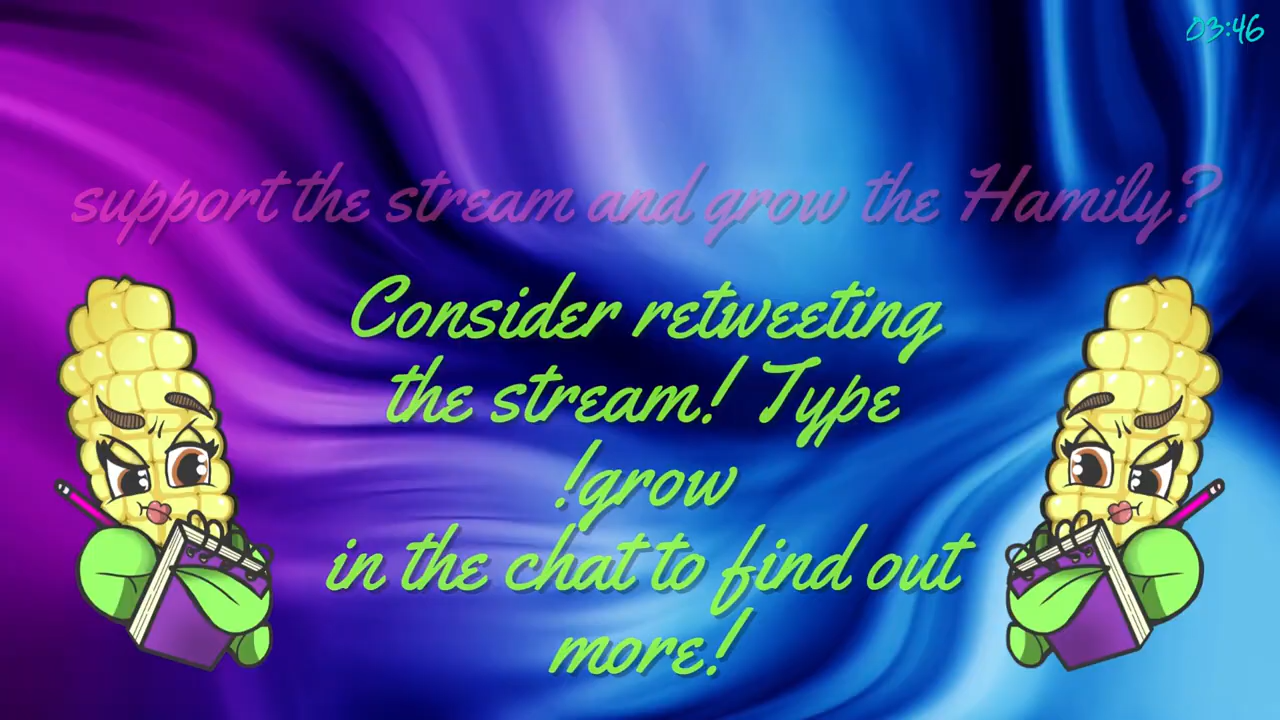 03:46
support the stream and grow the Hamily?
Consider retweeting
the stream! Type
!grow
in the chat to find out
more!